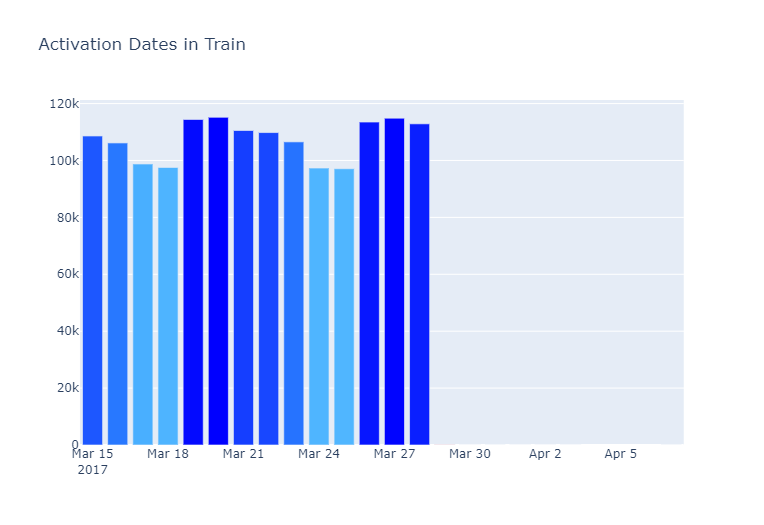 Activation Dates in Train
120k
100k
80k
60k
40k
20k
0
Mar 15
2017
Mar 18
Mar 21
Mar 24
Mar 27
Mar 30
Apr 2
Apr 5